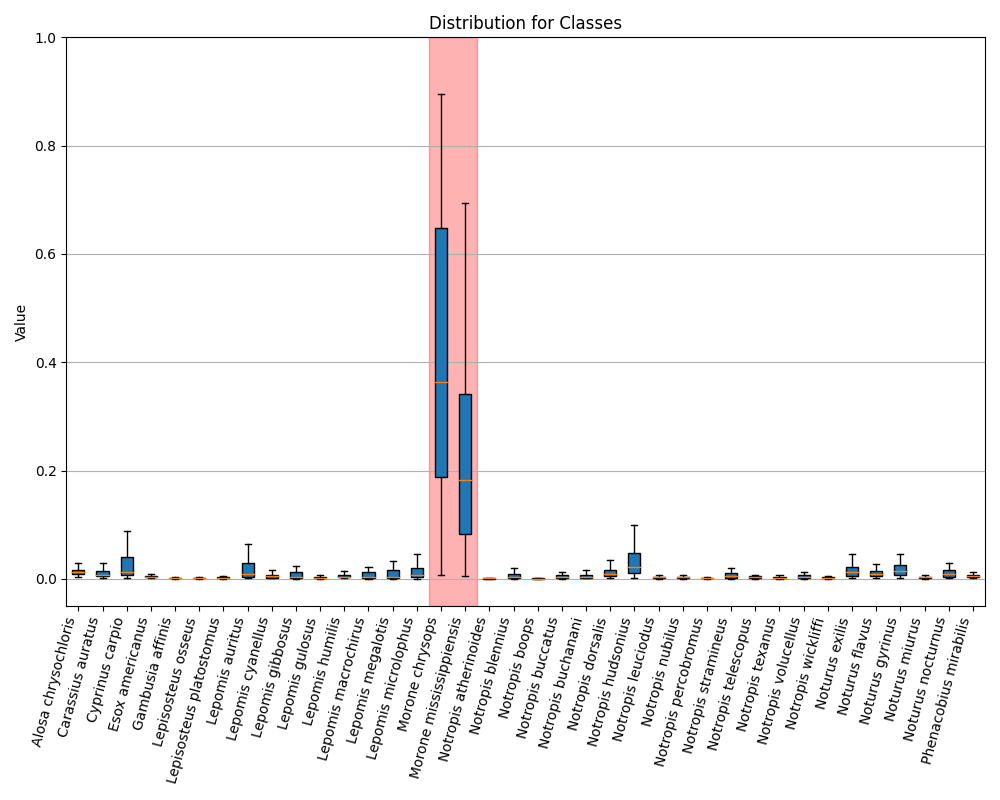 Distribution for Classes
1.0
0.8
0.6
0.4
0.2
0.0
Value
Alosa chrysochloris
Carassius auratus
Cyprinus carpio
Esox americanus
Gambusia affinis
Lepisosteus osseus
Lepisosteus platostomus
Lepomis auritus
Lepomis cyanellus
Lepomis gibbosus
Lepomis gulosus
Lepomis humilis
Lepomis macrochirus
Lepomis megalotis
Lepomis microlophus
Morone chrysops
Morone mississippiensis
Notropis atherinoides
Notropis blennius
Notropis boops
Notropis buccatus
Notropis buchanani
Notropis dorsalis
Notropis hudsonius
Notropis leuciodus
Notropis nubilus
Notropis percobromus
Notropis stramineus
Notropis telescopus
Notropis texanus
Notropis volucellus
Notropis wickliffi
Noturus exilis
Noturus flavus
Noturus gyrinus
Noturus miurus
Noturus nocturnus
Phenacobius mirabilis